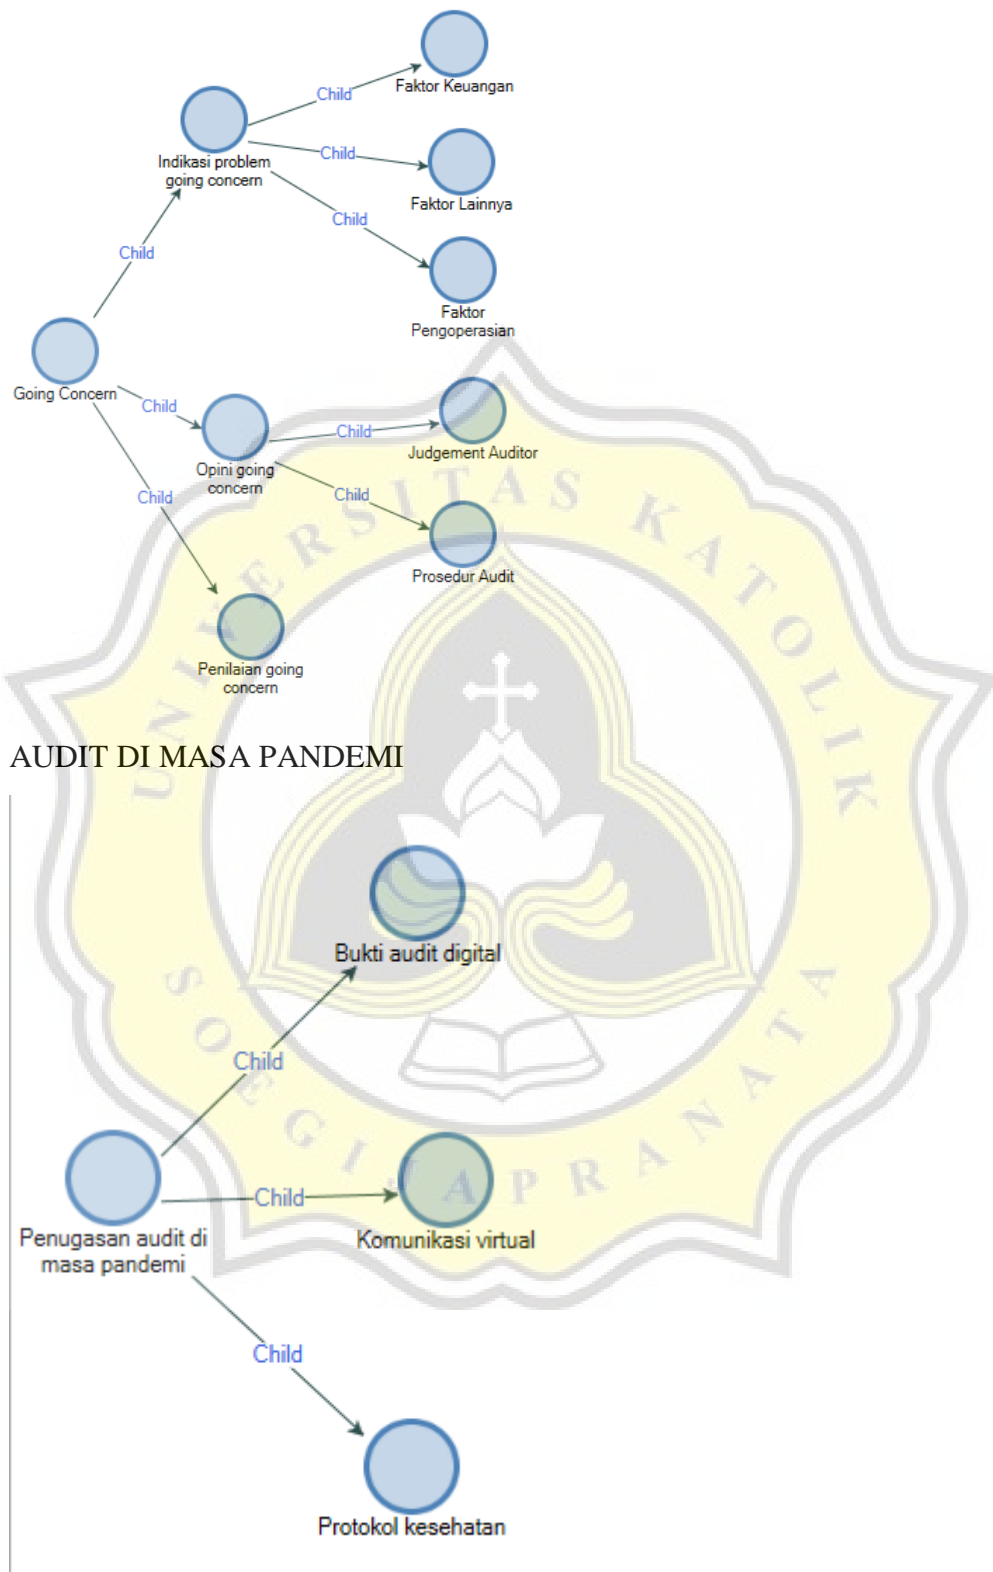 Faktor Keuangan
Child
Indikasi problem
going concern
Child
Faktor Lainnya
Child
Child
Faktor
Pengoperasian
Going Concern
Child
Opini going
concern
Child
Judgement Auditor
Child
Child
Prosedur Audit
Penilaian going
concern
UNIVERSITAS KATOLIK
SOEGIJAPRANATA
AUDIT DI MASA PANDEMI
Bukti audit digital
Child
Penugasan audit di
masa pandemi
Child
Komunikasi virtual
Child
Protokol kesehatan